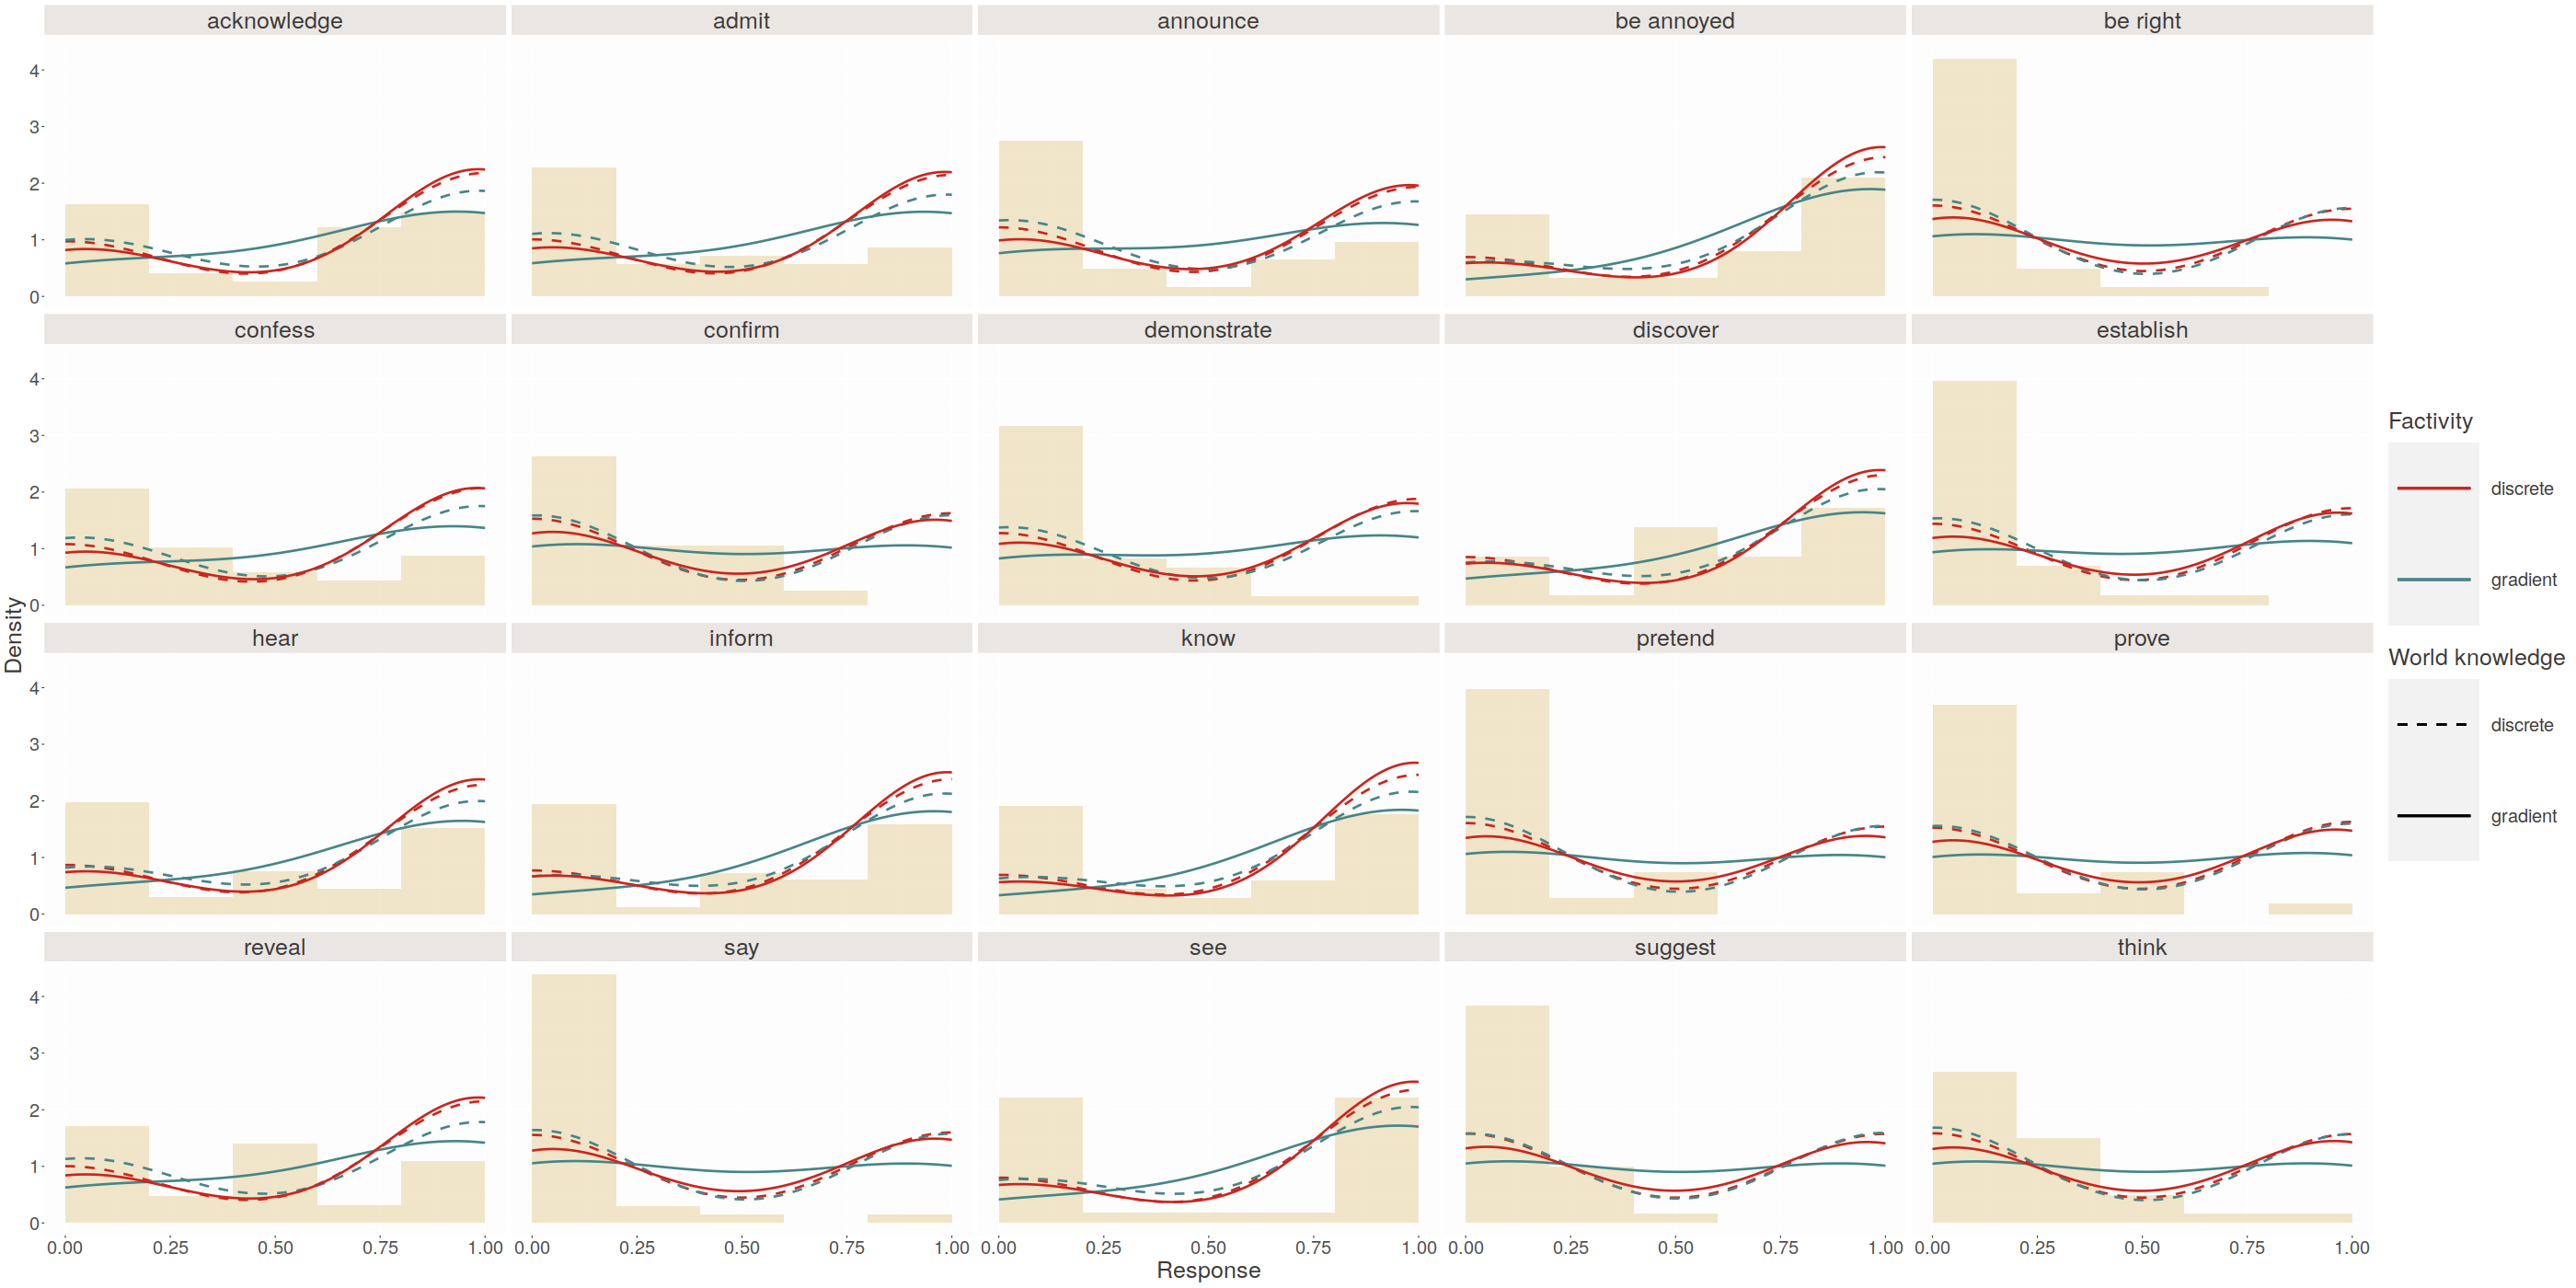 acknowledge admit announce be annoyed be right
4
3
2
1
0
confess confirm demonstrate discover establish
4
3
2
1
0
hear inform know pretend prove
4
3
2
1
0
reveal say see suggest think
4
3
2
1
0
0.00 0.25 0.50 0.75 1.00 0.00 0.25 0.50 0.75 1.00 0.00 0.25 0.50 0.75 1.00 0.00 0.25 0.50 0.75 1.00 0.00 0.25 0.50 0.75 1.00
Response
Density
Factivity
discrete
gradient
World knowledge
discrete
gradient